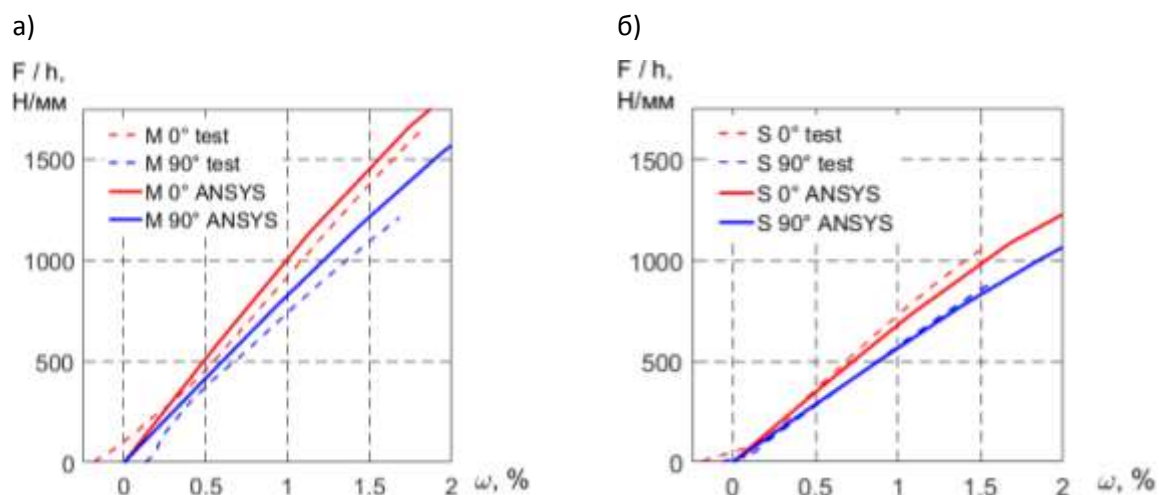 а)
F / h,
Н/мм
M 0° test
M 90° test
M 0° ANSYS
M 90° ANSYS
1500
1000
500
0
0 0.5 1 1.5 2 ω, %
б)
F / h,
Н/мм
S 0° test
S 90° test
S 0° ANSYS
S 90° ANSYS
1500
1000
500
0
0 0.5 1 1.5 2 ω, %